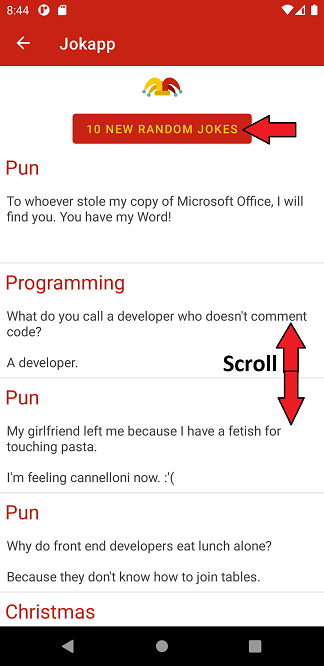 8:44
Jokapp
10 NEW RANDOM JOKES
Pun
To whoever stole my copy of Microsoft Office, I will
find you. You have my Word!
Programming
What do you call a developer who doesn't comment
code?
A developer.
Scroll
Pun
My girlfriend left me because I have a fetish for
touching pasta.
I'm feeling cannelloni now. :'(
Pun
Why do front end developers eat lunch alone?
Because they don't know how to join tables.
Christmas